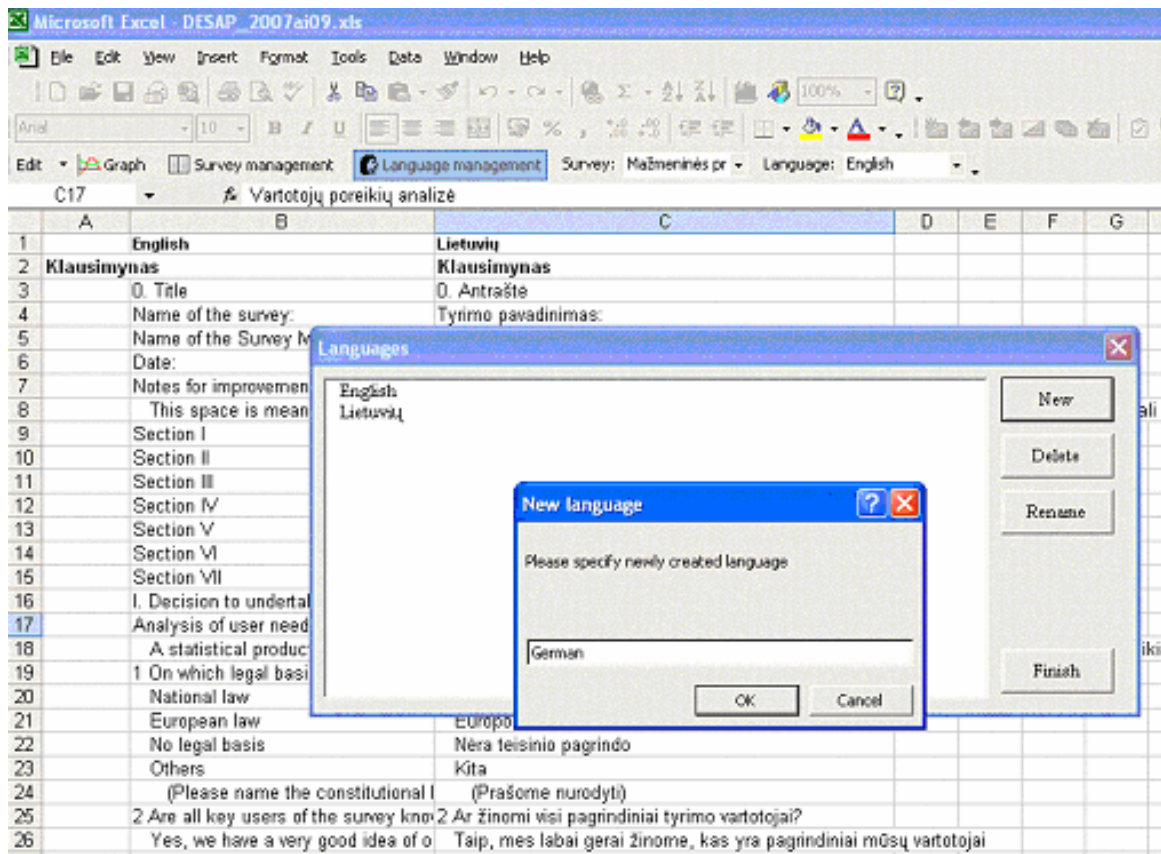 Microsoft Excel - DESAP_2007ai09.xls
File Edit View Insert Format Tools Data Window Help
100%
Arial 10 B I U % ,
Edit Graph Survey management Language management Survey: Mažmeninės pr Language: English
C17 fx Vartotojų poreikių analizė
A B C D E F G
1 English Lietuvių
2 Klausimynas Klausimynas
3 0. Title 0. Antraštė
4 Name of the survey: Tyrimo pavadinimas:
5 Name of the Survey M
6 Date:
7 Notes for improvemen
8 This space is mean ali
9 Section I
10 Section II
11 Section III
12 Section IV
13 Section V
14 Section VI
15 Section VII
16 I. Decision to undertal
17 Analysis of user need
18 A statistical produc iki
19 1 On which legal basi
20 National law
21 European law Europo
22 No legal basis Nėra teisinio pagrindo
23 Others Kita
24 (Please name the constitutional l (Prašome nurodyti)
25 2 Are all key users of the survey kno 2 Ar žinomi visi pagrindiniai tyrimo vartotojai?
26 Yes, we have a very good idea of o Taip, mes labai gerai žinome, kas yra pagrindiniai mūsų vartotojai
Languages
English
Lietuvių
New
Delete
Rename
Finish
New language
Please specify newly created language
German
OK Cancel